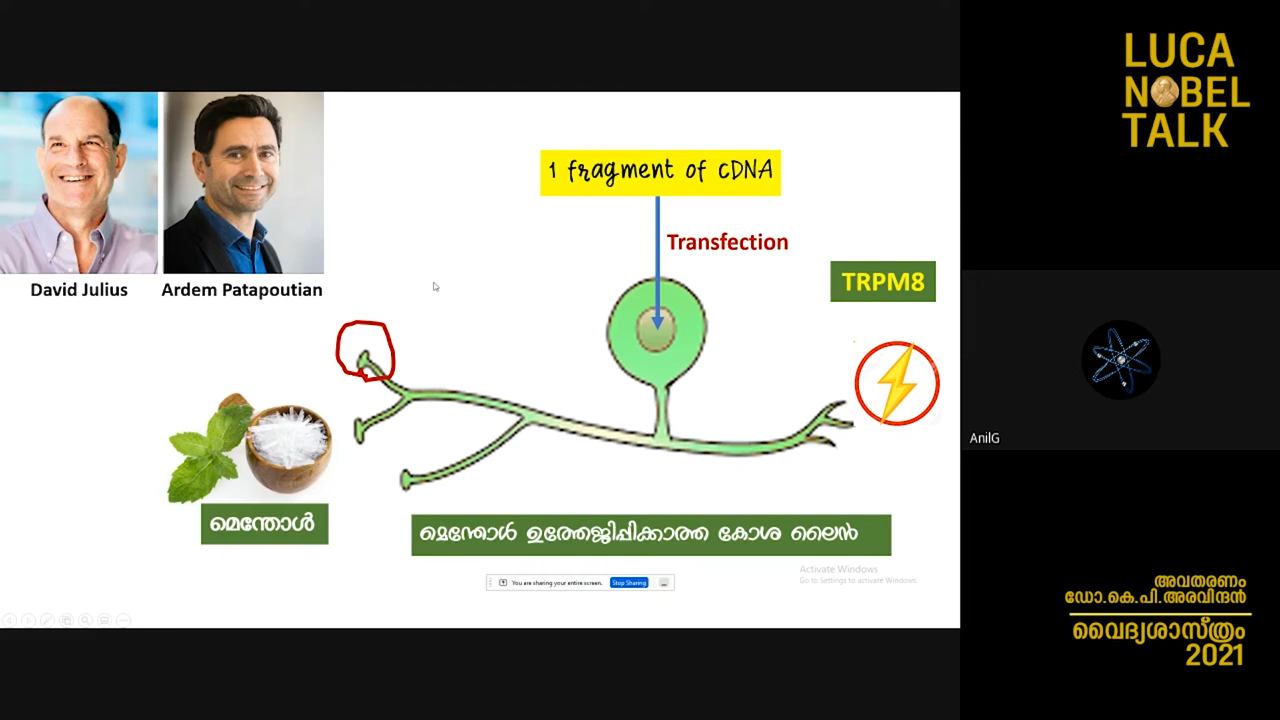 LUCA
NOBEL
TALK
1 fragment of cDNA
Transfection
TRPM8
David Julius
Ardem Patapoutian
AnilG
മെന്തോൾ
മെന്തോൾ ഉത്തേജിപ്പിക്കാത്ത കോശ ലൈൻ
You are sharing your entire screen.
Stop Sharing
Activate Windows
Go to Settings to activate Windows.
അവതരണം
ഡോ.കെ.പി.അരവിന്ദൻ
വൈദ്യശാസ്ത്രം
2021